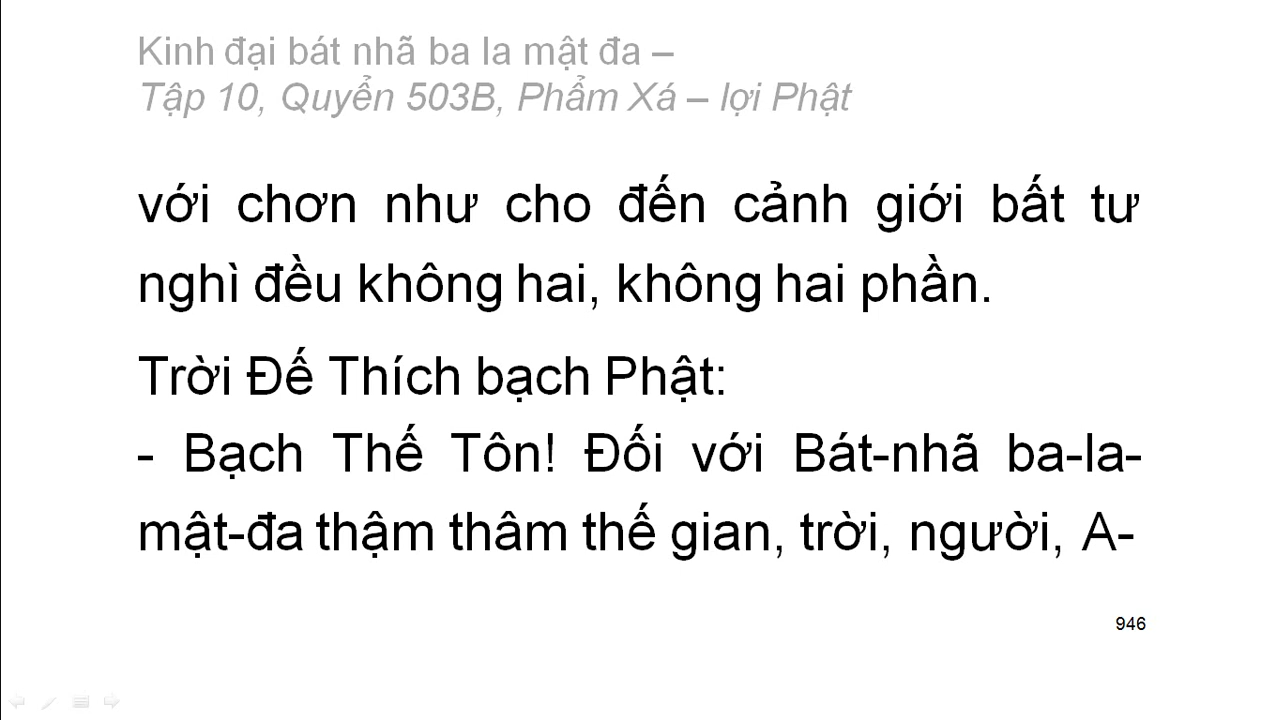 Kinh đại bát nhã ba la mật đa –
Tập 10, Quyển 503B, Phẩm Xá – lợi Phật
với chơn như cho đến cảnh giới bất tư
nghì đều không hai, không hai phần.
Trời Đế Thích bạch Phật:
- Bạch Thế Tôn! Đối với Bát-nhã ba-la-
mật-đa thậm thâm thế gian, trời, người, A-
946